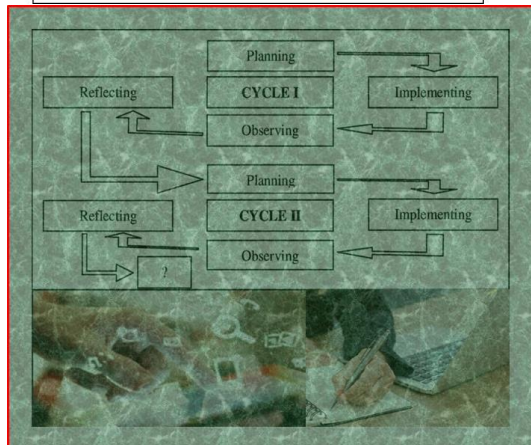 Planning
Reflecting
CYCLE I
Implementing
Observing
Planning
Reflecting
CYCLE II
Implementing
Observing
?